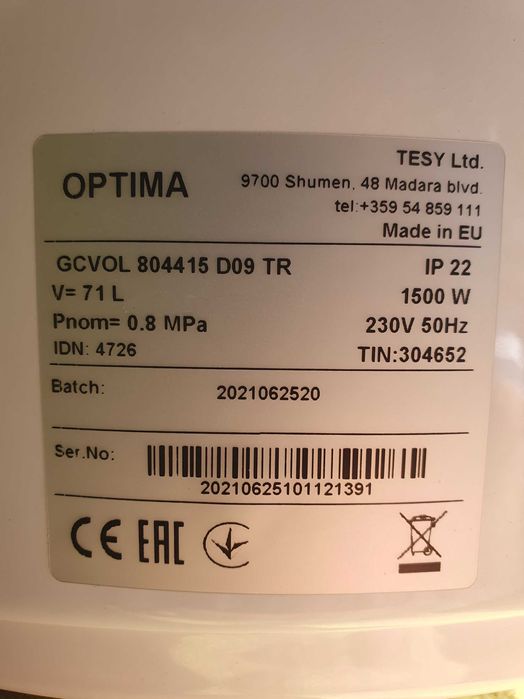 OPTIMA
TESY Ltd.
9700 Shumen, 48 Madara blvd.
tel:+359 54 859 111
Made in EU
GCVOL 804415 D09 TR
IP 22
V= 71 L
1500 W
Pnom= 0.8 MPa
230V 50Hz
IDN: 4726
TIN:304652
Batch: 2021062520
Ser.No:
20210625101121391
CE EAC